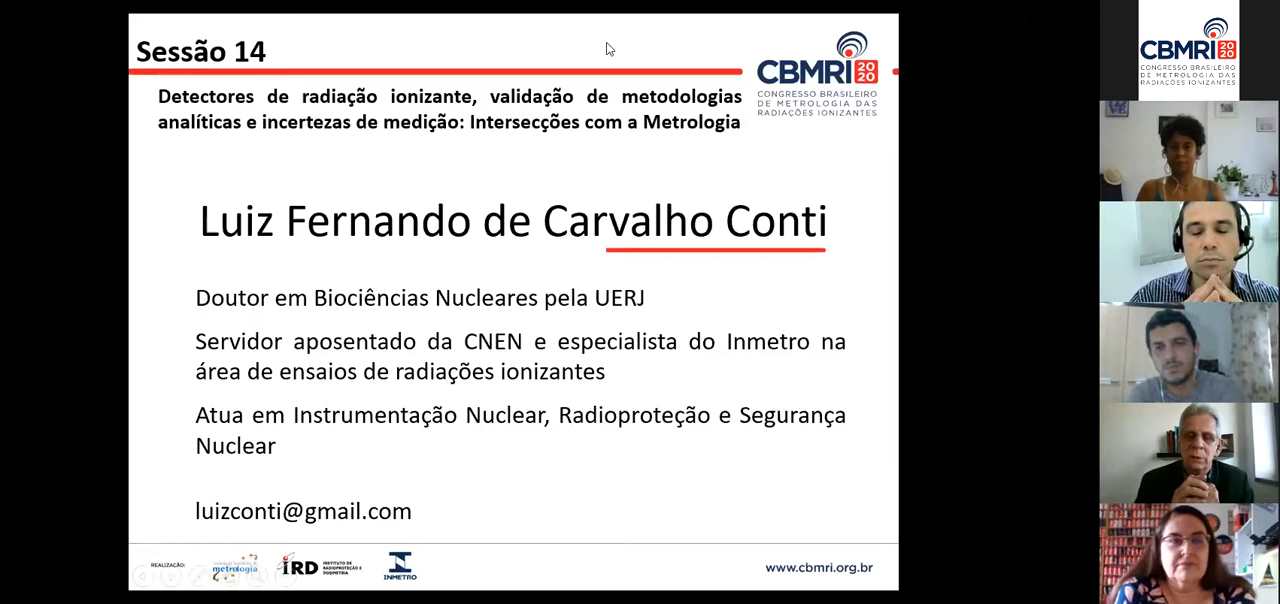 Sessão 14
CBMRI 20
20
CONGRESSO BRASILEIRO
DE METROLOGIA DAS
RADIAÇÕES IONIZANTES
Detectores de radiação ionizante, validação de metodologias
analíticas e incertezas de medição: Intersecções com a Metrologia
Luiz Fernando de Carvalho Conti
Doutor em Biociências Nucleares pela UERJ
Servidor aposentado da CNEN e especialista do Inmetro na
área de ensaios de radiações ionizantes
Atua em Instrumentação Nuclear, Radioproteção e Segurança
Nuclear
luizconti@gmail.com
REALIZAÇÃO:
metrologia
IRD
INSTITUTO DE
RADIOPROTEÇÃO E
DOSIMETRIA
INMETRO
www.cbmri.org.br
CBMRI 20
20
CONGRESSO BRASILEIRO
DE METROLOGIA DAS
RADIAÇÕES IONIZANTES